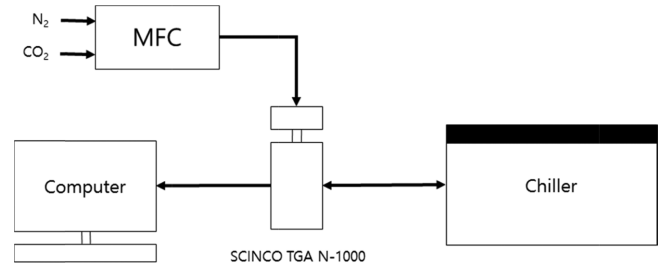 N₂
CO₂
MFC
Computer
Chiller
SCINCO TGA N-1000